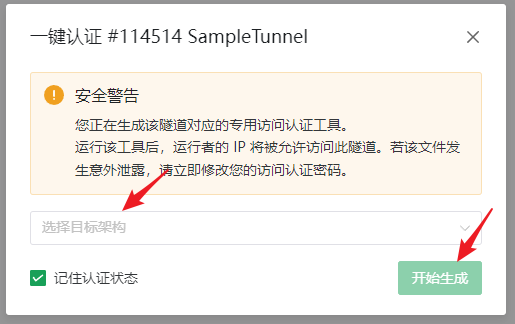 一键认证 #114514 SampleTunnel
安全警告
您正在生成该隧道对应的专用访问认证工具。
运行该工具后，运行者的 IP 将被允许访问此隧道。若该文件发
生意外泄露，请立即修改您的访问认证密码。
选择目标架构
记住认证状态
开始生成